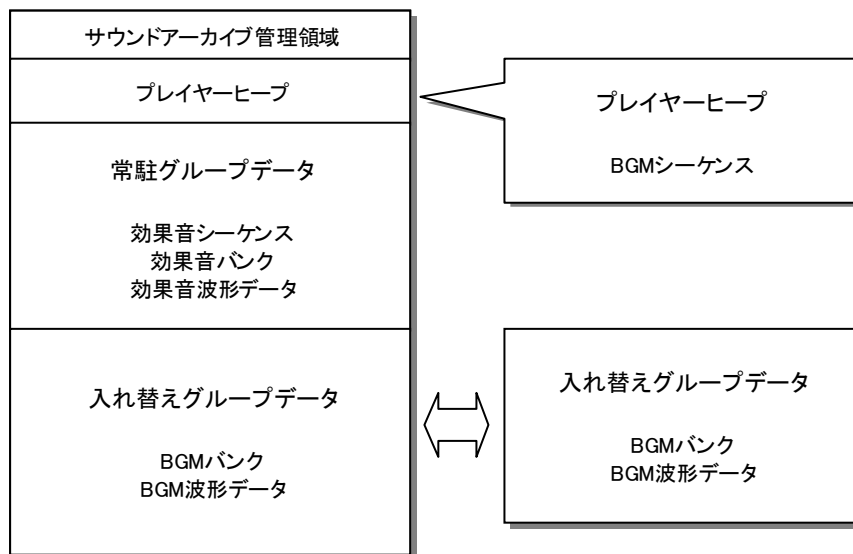 サウンドアーカイブ管理領域
プレイヤーヒープ
常駐グループデータ
効果音シーケンス
効果音バンク
効果音波形データ
入れ替えグループデータ
BGMバンク
BGM波形データ
プレイヤーヒープ
BGMシーケンス
入れ替えグループデータ
BGMバンク
BGM波形データ